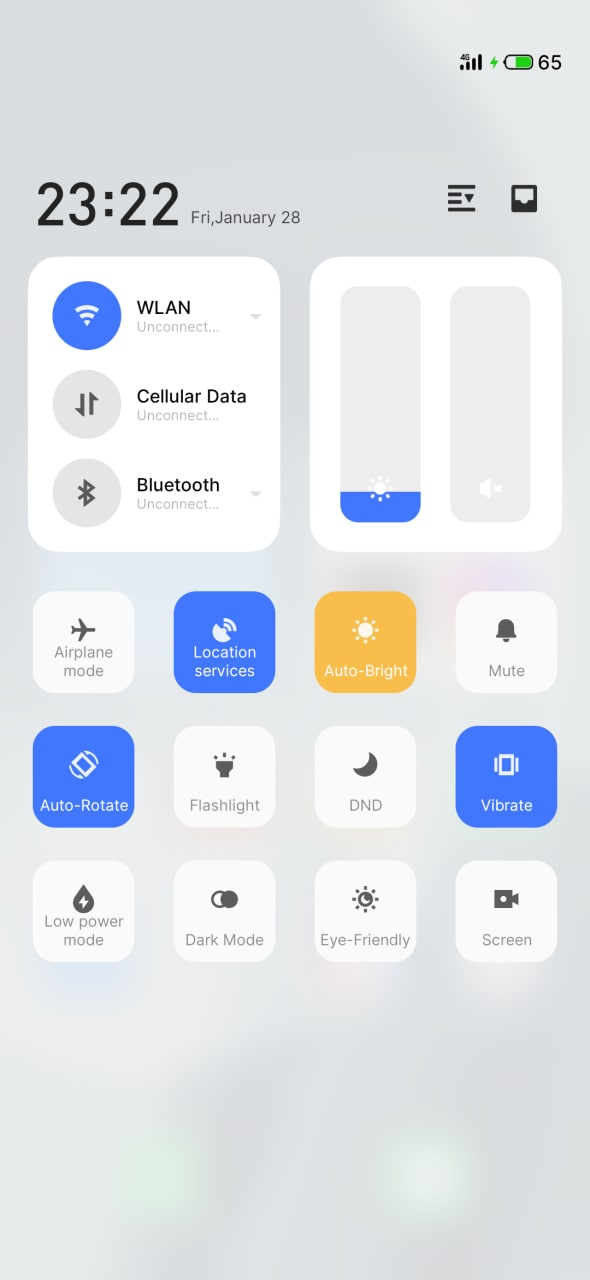 4G 65
23:22 Fri,January 28
WLAN
Unconnect...
Cellular Data
Unconnect...
Bluetooth
Unconnect...
Airplane
mode
Location
services
Auto-Bright
Mute
Auto-Rotate
Flashlight
DND
Vibrate
Low power
mode
Dark Mode
Eye-Friendly
Screen